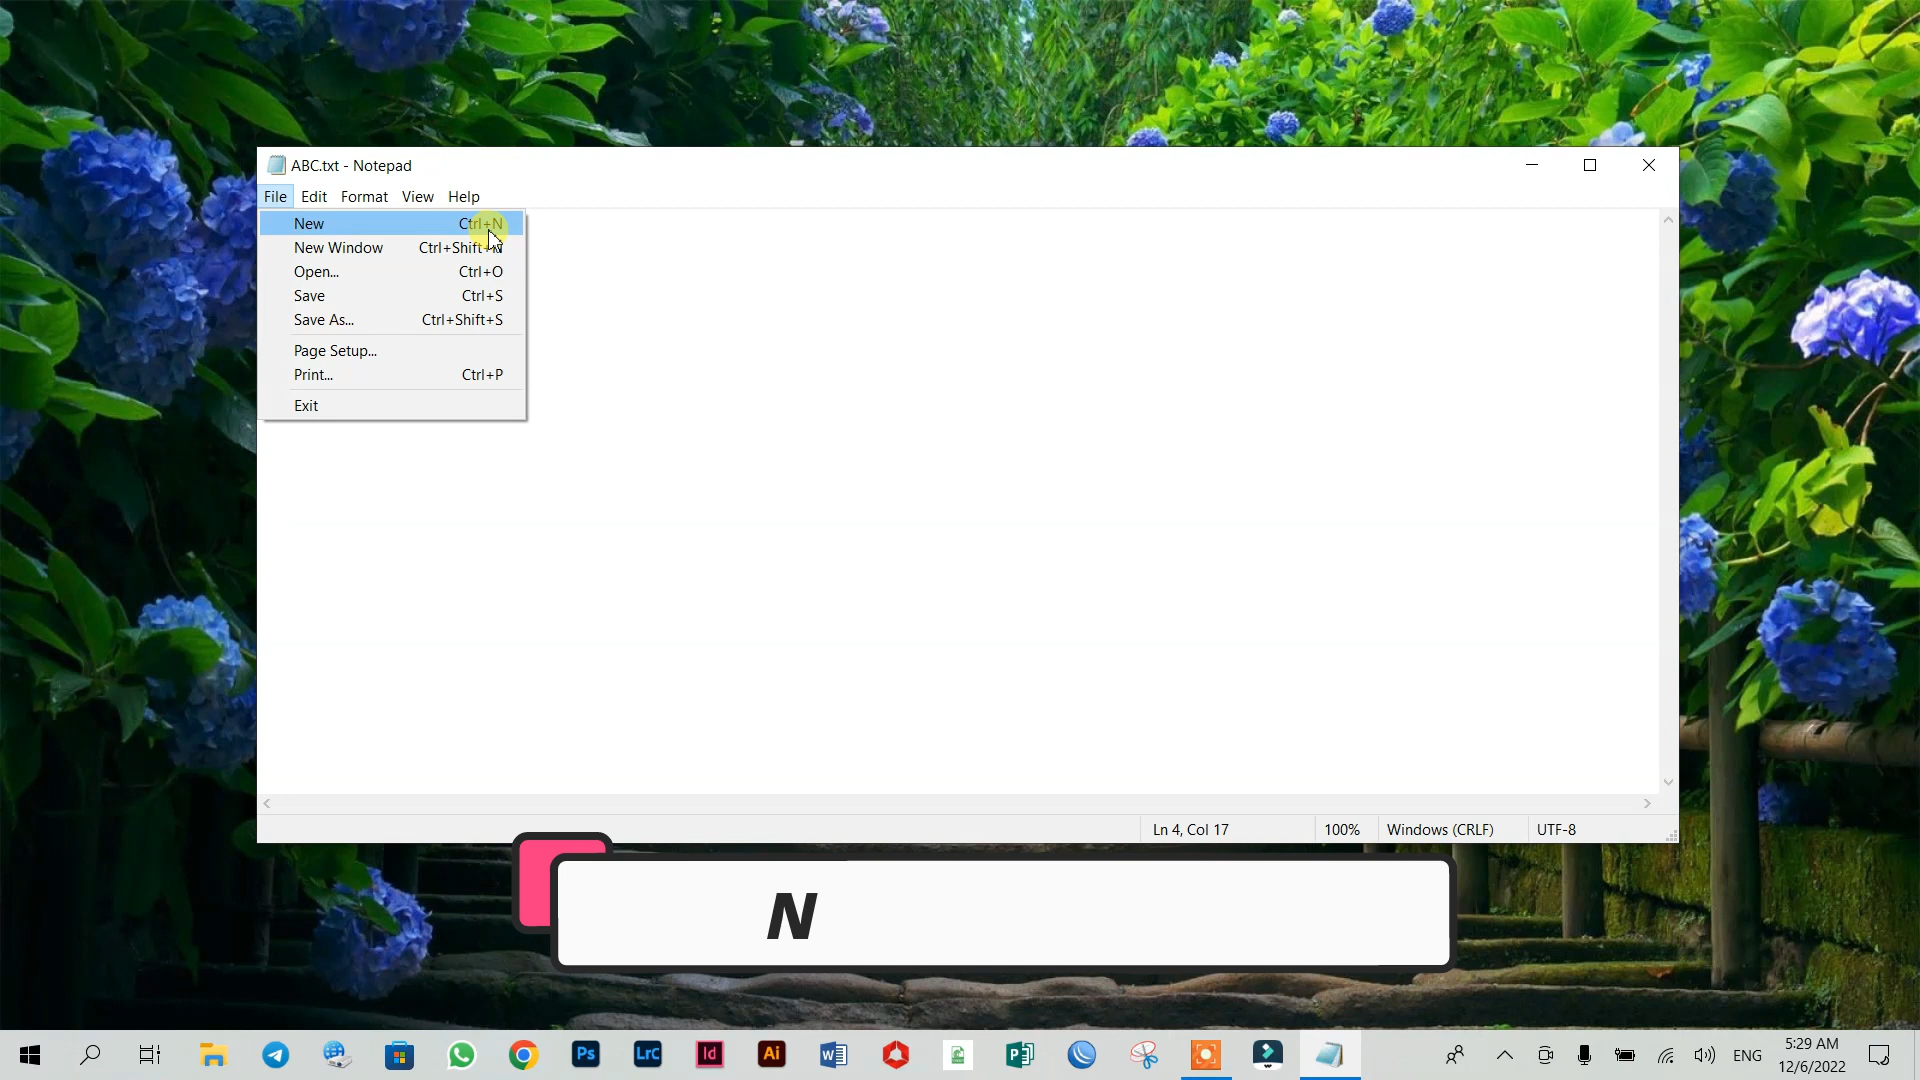 ABC.txt - Notepad
File Edit Format View Help
New Ctrl+N
New Window Ctrl+Shift+N
Open... Ctrl+O
Save Ctrl+S
Save As... Ctrl+Shift+S
Page Setup...
Print... Ctrl+P
Exit
Ln 4, Col 17 100% Windows (CRLF) UTF-8
N
Ps LrC Id Ai W P ENG 5:29 AM
12/6/2022